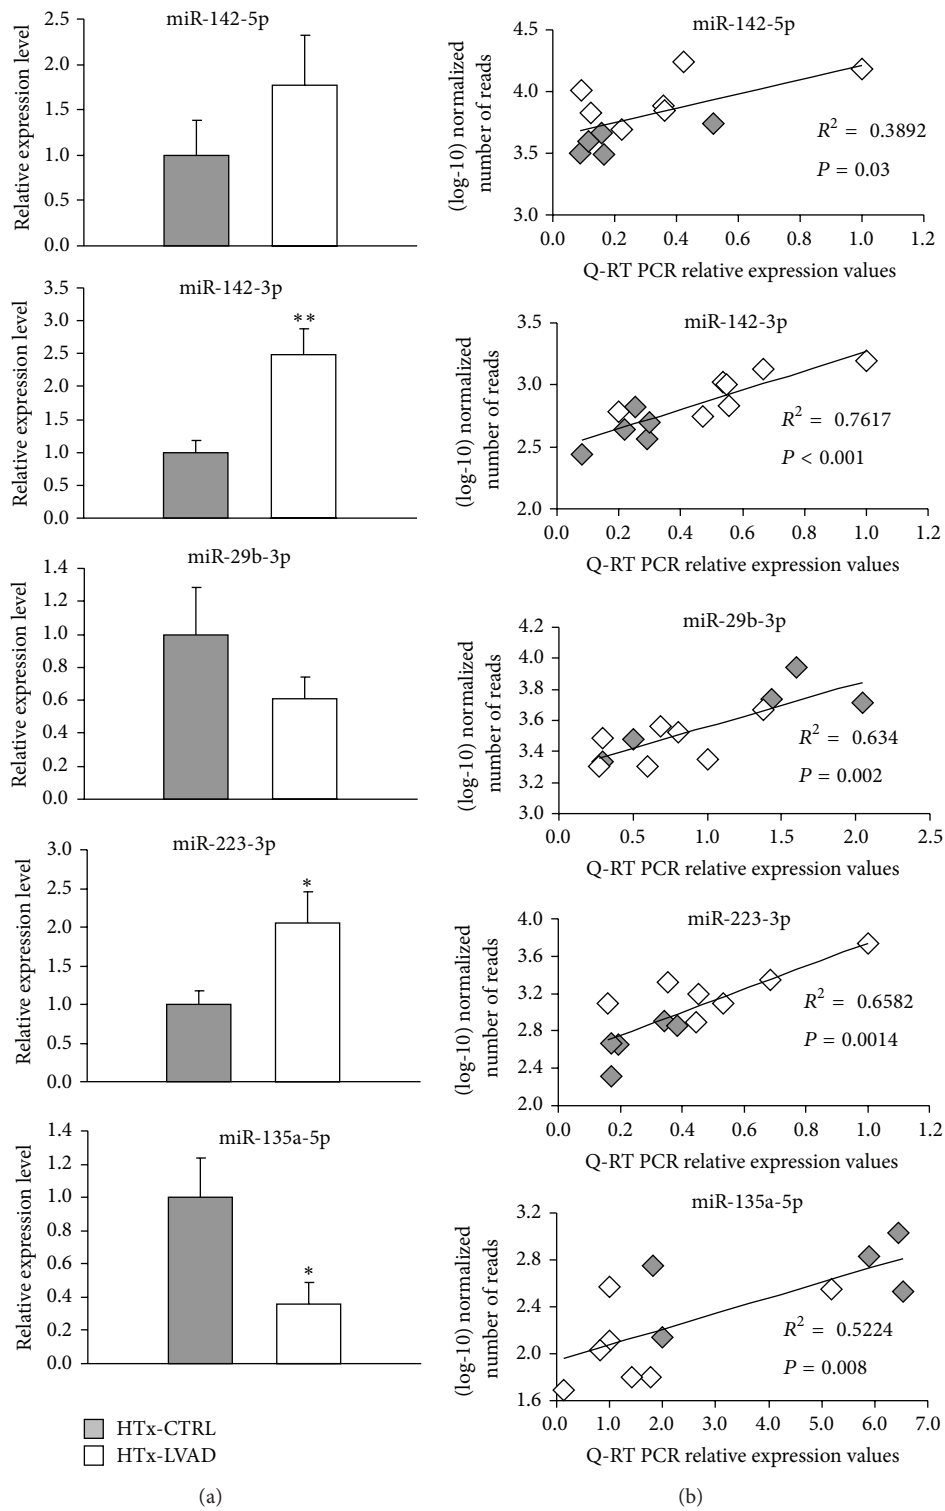 miR-142-5p
Relative expression level
2.5
2.0
1.5
1.0
0.5
0.0
miR-142-3p
Relative expression level
3.5
3.0
2.5
2.0
1.5
1.0
0.5
0.0
**
miR-29b-3p
Relative expression level
1.4
1.2
1.0
0.8
0.6
0.4
0.2
0.0
miR-223-3p
Relative expression level
3.0
2.5
2.0
1.5
1.0
0.5
0.0
*
miR-135a-5p
Relative expression level
1.4
1.2
1.0
0.8
0.6
0.4
0.2
0.0
*
HTx-CTRL
HTx-LVAD
(a)
miR-142-5p
(log-10) normalized
number of reads
4.5
4.0
3.5
3.0
R² = 0.3892
P = 0.03
0.0 0.2 0.4 0.6 0.8 1.0 1.2
Q-RT PCR relative expression values
miR-142-3p
(log-10) normalized
number of reads
3.5
3.0
2.5
2.0
R² = 0.7617
P < 0.001
0.0 0.2 0.4 0.6 0.8 1.0 1.2
Q-RT PCR relative expression values
miR-29b-3p
(log-10) normalized
number of reads
4.2
4.0
3.8
3.6
3.4
3.2
3.0
R² = 0.634
P = 0.002
0.0 0.5 1.0 1.5 2.0 2.5
Q-RT PCR relative expression values
miR-223-3p
(log-10) normalized
number of reads
4.0
3.6
3.2
2.8
2.4
2.0
R² = 0.6582
P = 0.0014
0.0 0.2 0.4 0.6 0.8 1.0 1.2
Q-RT PCR relative expression values
miR-135a-5p
(log-10) normalized
number of reads
3.2
2.8
2.4
2.0
1.6
R² = 0.5224
P = 0.008
0.0 1.0 2.0 3.0 4.0 5.0 6.0 7.0
Q-RT PCR relative expression values
(b)